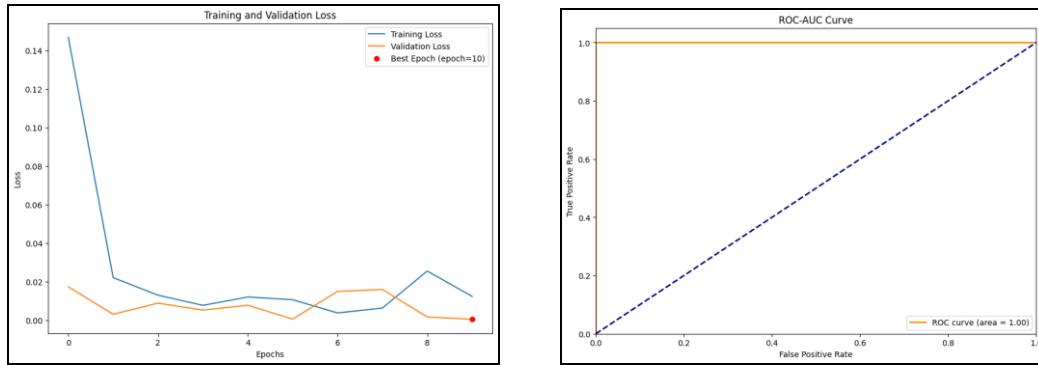 Training and Validation Loss
Training Loss
Validation Loss
Best Epoch (epoch=10)
0.14
0.12
0.10
0.08
0.06
0.04
0.02
0.00
Loss
0
2
4
6
8
Epochs
ROC-AUC Curve
1.0
0.8
0.6
0.4
0.2
0.0
True Positive Rate
ROC curve (area = 1.00)
0.0
0.2
0.4
0.6
0.8
1.0
False Positive Rate